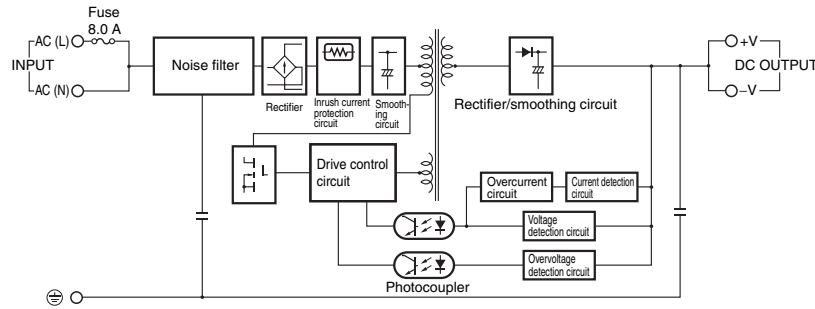 Fuse
8.0 A
AC (L)
INPUT
AC (N)
Noise filter
Rectifier
Inrush current
protection
circuit
Smooth-
ing
circuit
Rectifier/smoothing circuit
+V
DC OUTPUT
−V
Drive control
circuit
Overcurrent
circuit
Current detection
circuit
Voltage
detection circuit
Overvoltage
detection circuit
Photocoupler